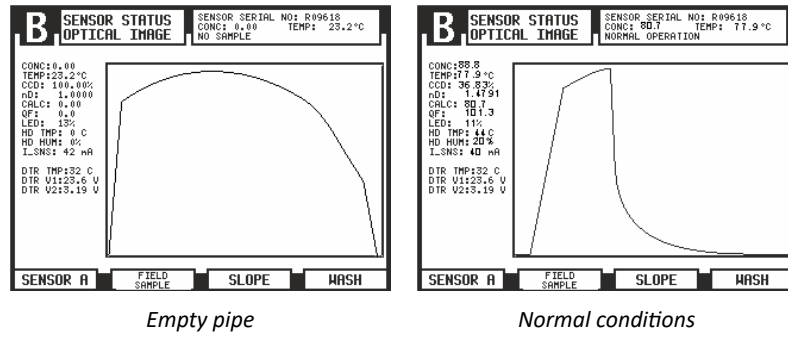 B
SENSOR STATUS
OPTICAL IMAGE
SENSOR SERIAL NO: R09618
CONC: 0.00 TEMP: 23.2°C
NO SAMPLE
CONC:0.00
TEMP:23.2°C
CCD: 100.00%
nD: 1.0000
CALC: 0.00
QF: 0.0
LED: 13%
HD TMP: 0 C
HD HUM: 0%
I_SNS: 42 mA
DTR TMP:32 C
DTR V1:23.6 V
DTR V2:3.19 V
SENSOR A
FIELD
SAMPLE
SLOPE
WASH
Empty pipe
B
SENSOR STATUS
OPTICAL IMAGE
SENSOR SERIAL NO: R09618
CONC: 80.7 TEMP: 77.9°C
NORMAL OPERATION
CONC:88.8
TEMP:77.9°C
CCD: 36.83%
nD: 1.4791
CALC: 80.7
QF: 101.3
LED: 11%
HD TMP: 44 C
HD HUM: 20%
I_SNS: 40 mA
DTR TMP:32 C
DTR V1:23.6 V
DTR V2:3.19 V
SENSOR A
FIELD
SAMPLE
SLOPE
WASH
Normal conditions